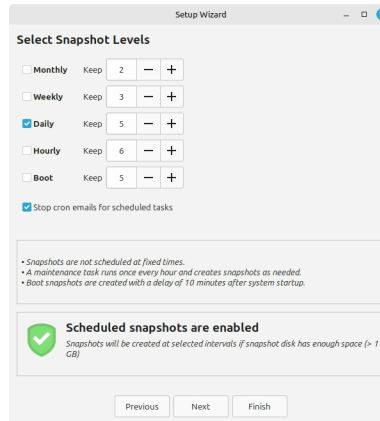 Setup Wizard
Select Snapshot Levels
Monthly Keep 2
Weekly Keep 3
Daily Keep 5
Hourly Keep 6
Boot Keep 5
Stop cron emails for scheduled tasks
• Snapshots are not scheduled at fixed times.
• A maintenance task runs once every hour and creates snapshots as needed.
• Boot snapshots are created with a delay of 10 minutes after system startup.
Scheduled snapshots are enabled
Snapshots will be created at selected intervals if snapshot disk has enough space (> 1
GB)
Previous Next Finish